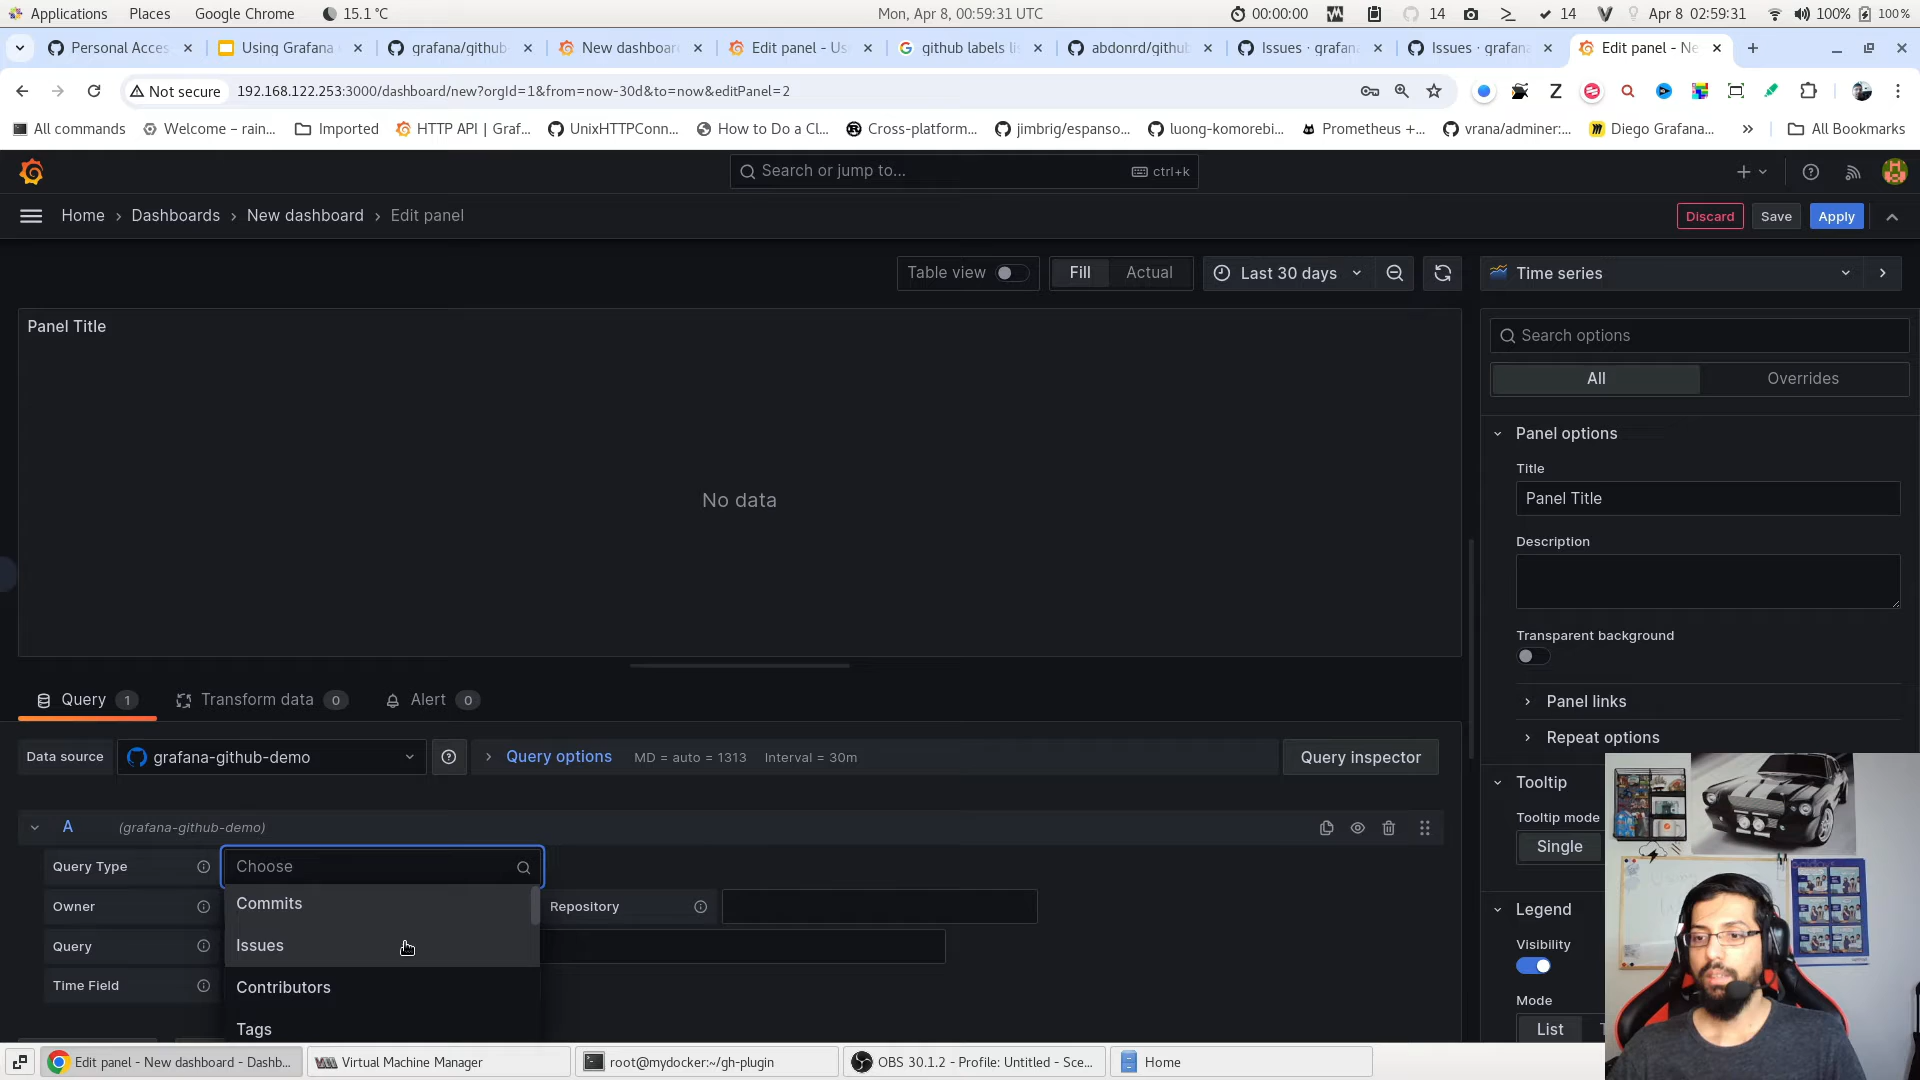 Applications Places Google Chrome 15.1 °C Mon, Apr 8, 00:59:31 UTC 00:00:00 14 14 Apr 8 02:59:31 100% 100%
Personal Acces Using Grafana grafana/github- New dashboar Edit panel - Us github labels li abdonrd/github Issues · grafan Issues · grafan Edit panel - Ne
Not secure 192.168.122.253:3000/dashboard/new?orgId=1&from=now-30d&to=now&editPanel=2
All commands Welcome – rain... Imported HTTP API | Graf... UnixHTTPConn... How to Do a Cl... Cross-platform... jimbrig/espanso... luong-komorebi... Prometheus +... vrana/adminer:... Diego Grafana... » All Bookmarks
Search or jump to... ctrl+k
Home › Dashboards › New dashboard › Edit panel Discard Save Apply
Table view Fill Actual Last 30 days Time series
Panel Title
Search options
All Overrides
Panel options
Title
Panel Title
No data
Description
Transparent background
Query 1 Transform data 0 Alert 0
Panel links
Repeat options
Data source grafana-github-demo Query options MD = auto = 1313 Interval = 30m Query inspector
Tooltip
Tooltip mode
Single
A (grafana-github-demo)
Query Type Choose
Commits
Owner Repository
Legend
Query Issues
Visibility
Time Field Contributors
Mode
Tags
List
Edit panel - New dashboard - Dashb... Virtual Machine Manager root@mydocker:~/gh-plugin OBS 30.1.2 - Profile: Untitled - Sce... Home